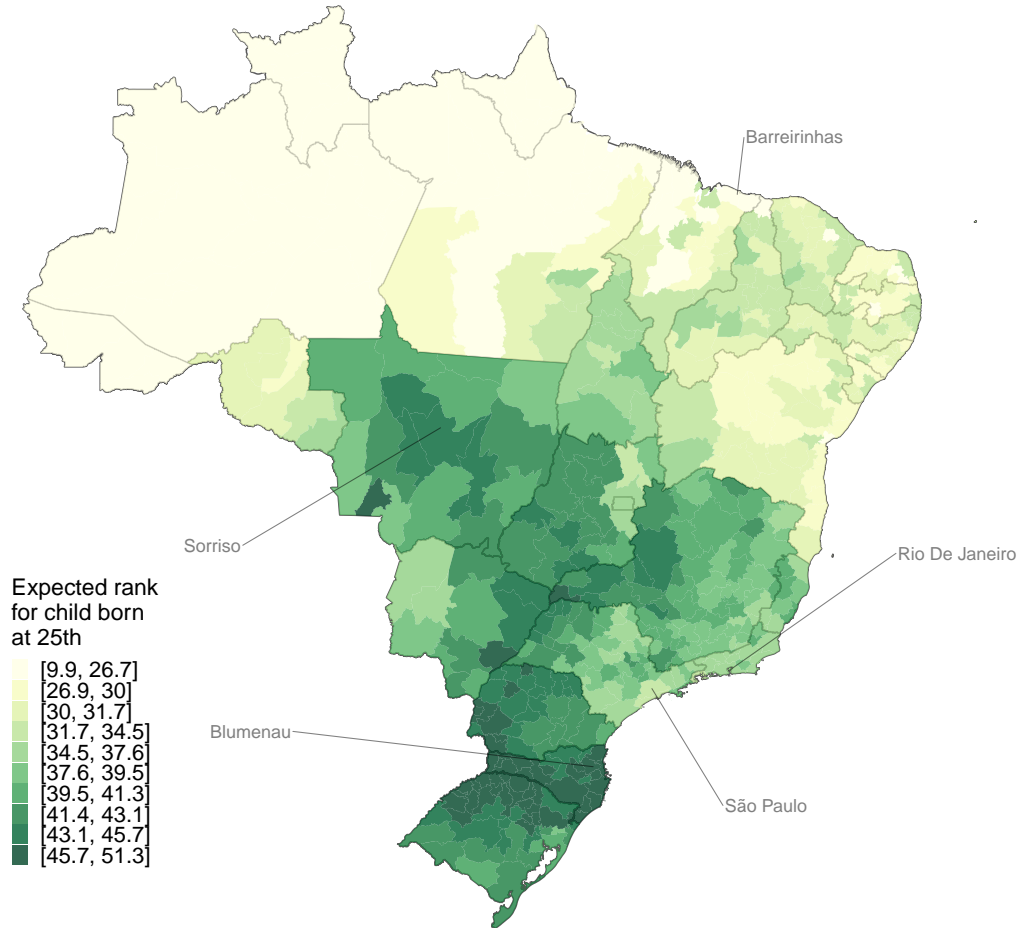 Barreirinhas
Sorriso
Rio De Janeiro
Expected rank
for child born
at 25th
[9.9, 26.7]
[26.9, 30]
[30, 31.7]
[31.7, 34.5]
[34.5, 37.6]
[37.6, 39.5]
[39.5, 41.3]
[41.4, 43.1]
[43.1, 45.7]
[45.7, 51.3]
Blumenau
São Paulo